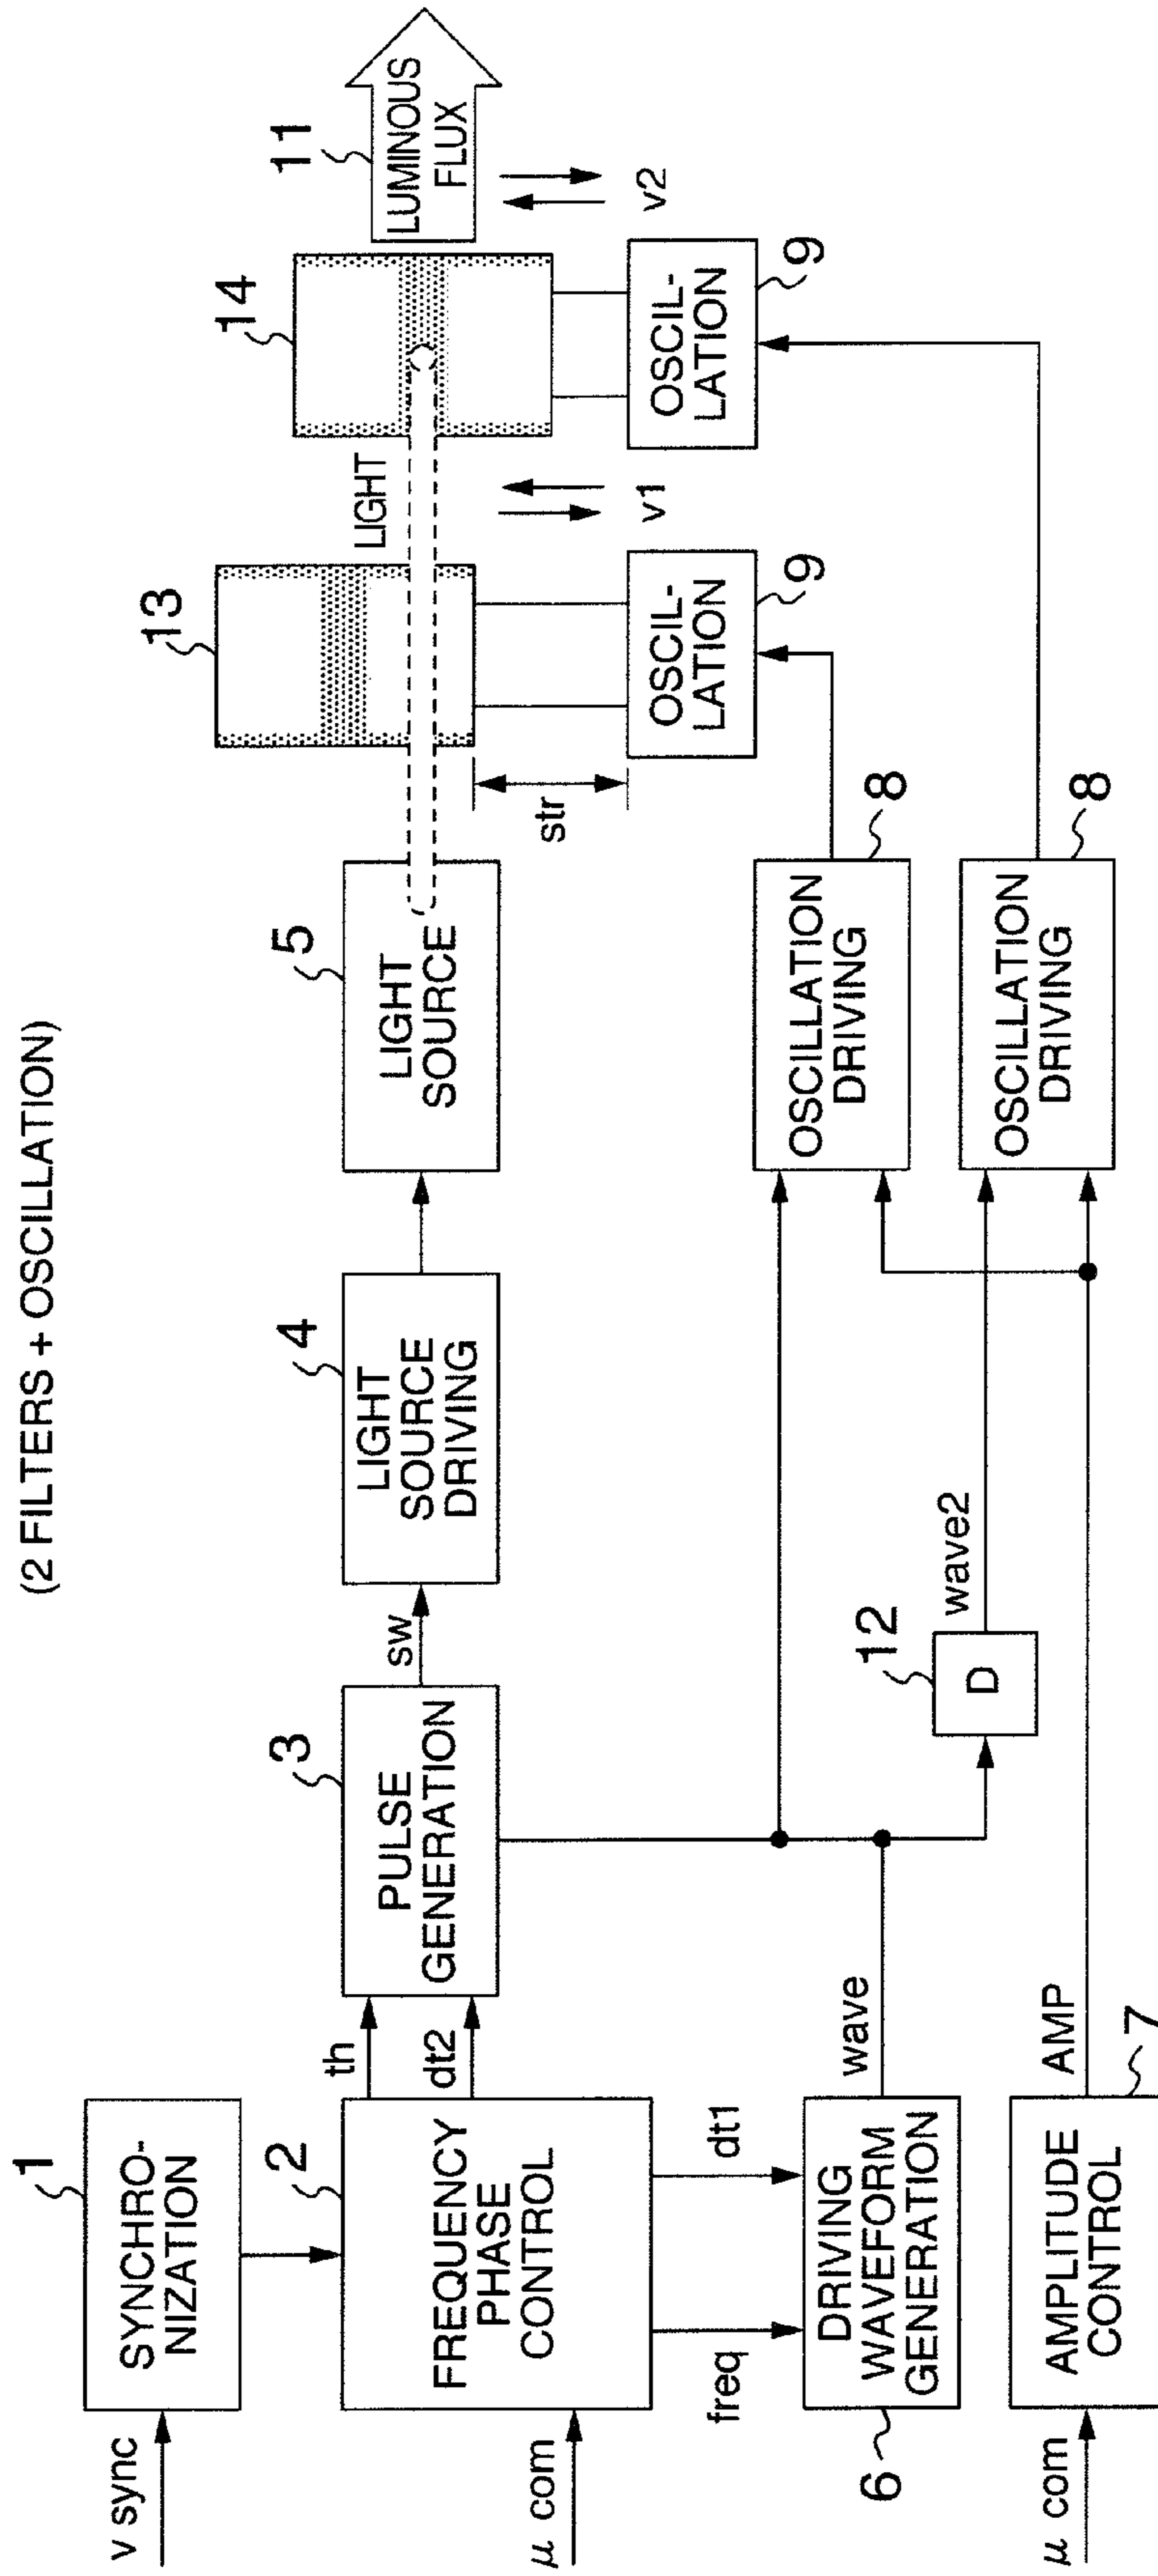 (2 FILTERS + OSCILLATION)
1
SYNCHRO-
NIZATION
v sync
2
FREQUENCY
PHASE
CONTROL
μ com
th
dt2
3
PULSE
GENERATION
sw
4
LIGHT
SOURCE
DRIVING
5
LIGHT
SOURCE
13
LIGHT
14
11
LUMINOUS
FLUX
str
v1
v2
OSCIL-
LATION
9
OSCIL-
LATION
9
freq
dt1
6
DRIVING
WAVEFORM
GENERATION
wave
12
D
wave2
OSCILLATION
DRIVING
8
OSCILLATION
DRIVING
8
μ com
AMPLITUDE
CONTROL
7
AMP